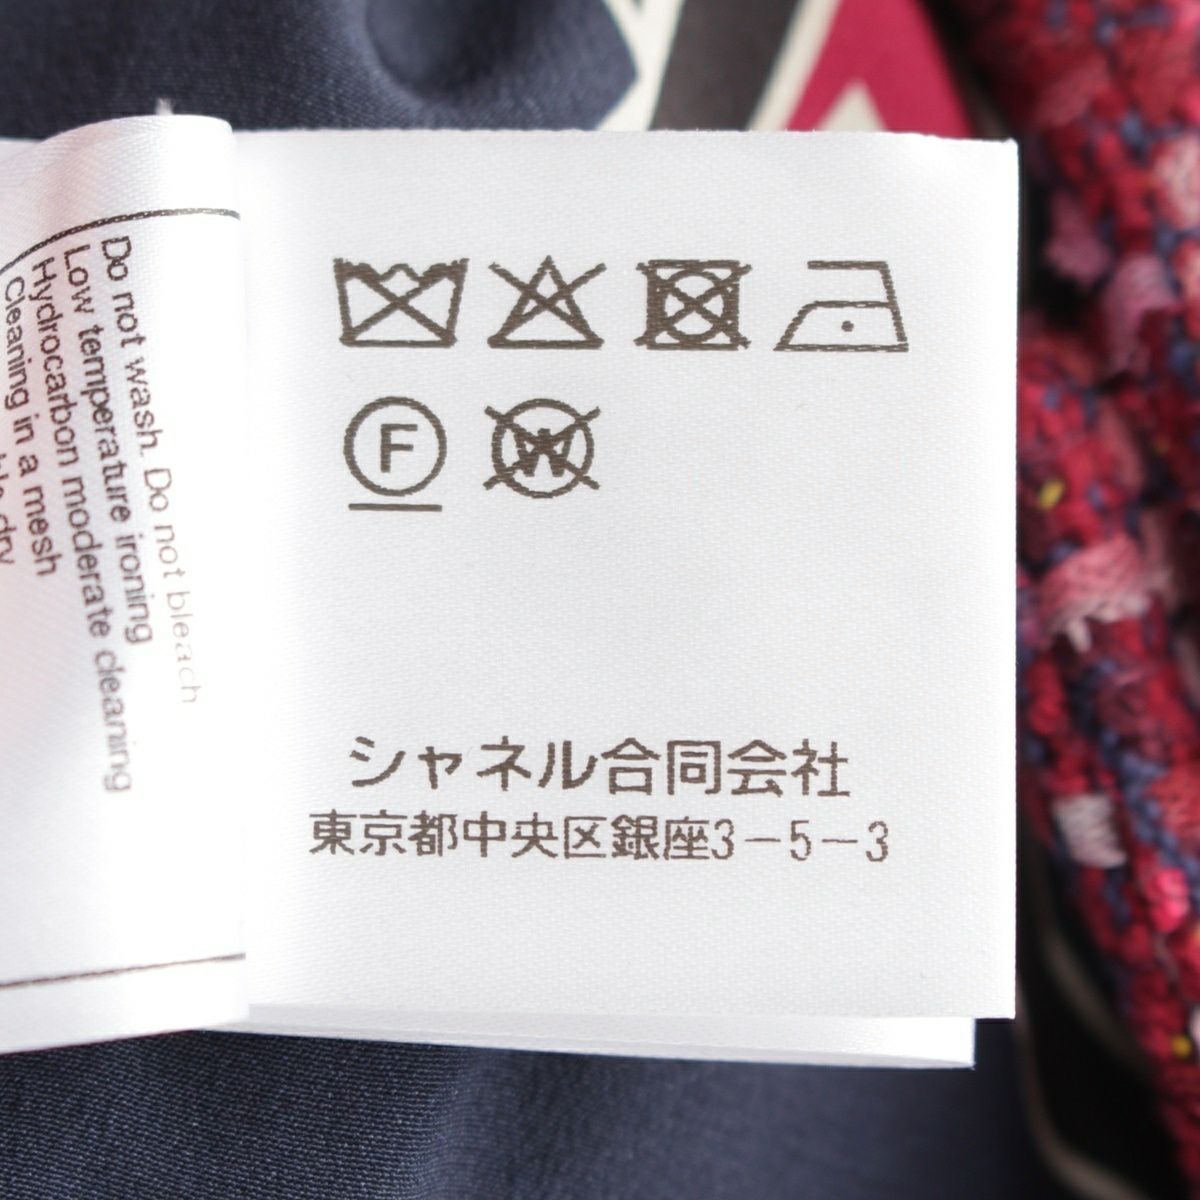 Do not wash. Do not bleach
Low temperature ironing
Hydrocarbon moderate cleaning
Cleaning in a mesh
dry
F
W
シャネル合同会社
東京都中央区銀座3-5-3